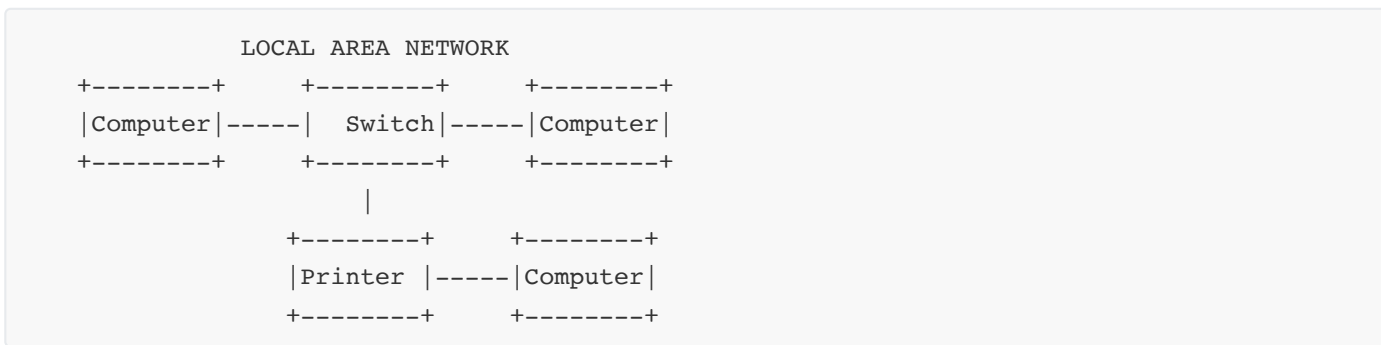 LOCAL AREA NETWORK
+--------+ +--------+ +--------+
|Computer|-----| Switch|-----|Computer|
+--------+ +--------+ +--------+
|
+--------+ +--------+
|Printer |-----|Computer|
+--------+ +--------+